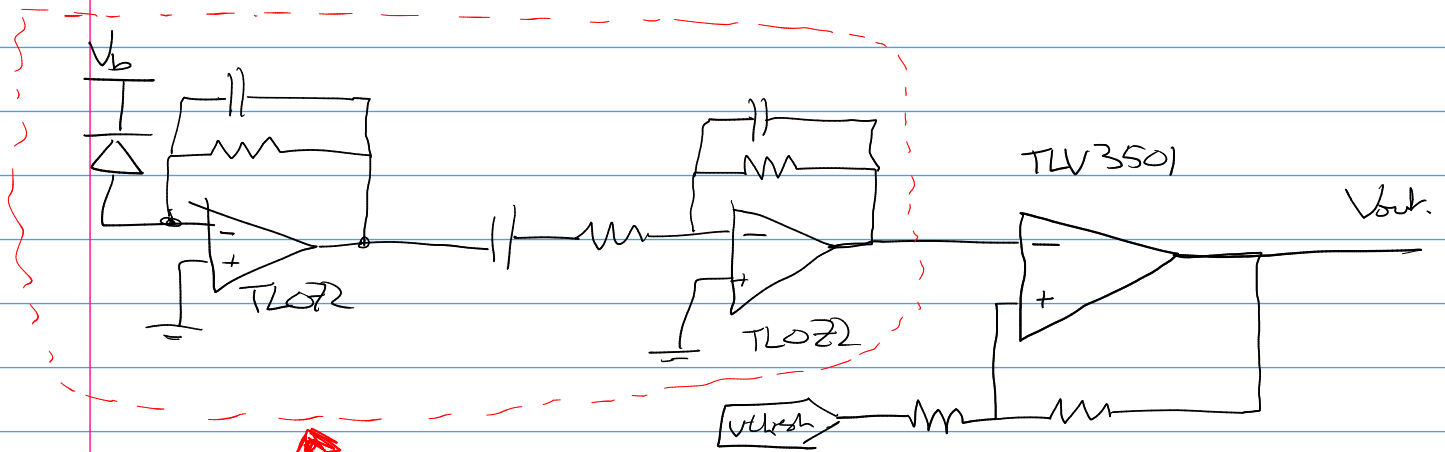 Vb
TL072
TL072
TLV3501
Vout.
Vthresh
-
+
-
+
-
+